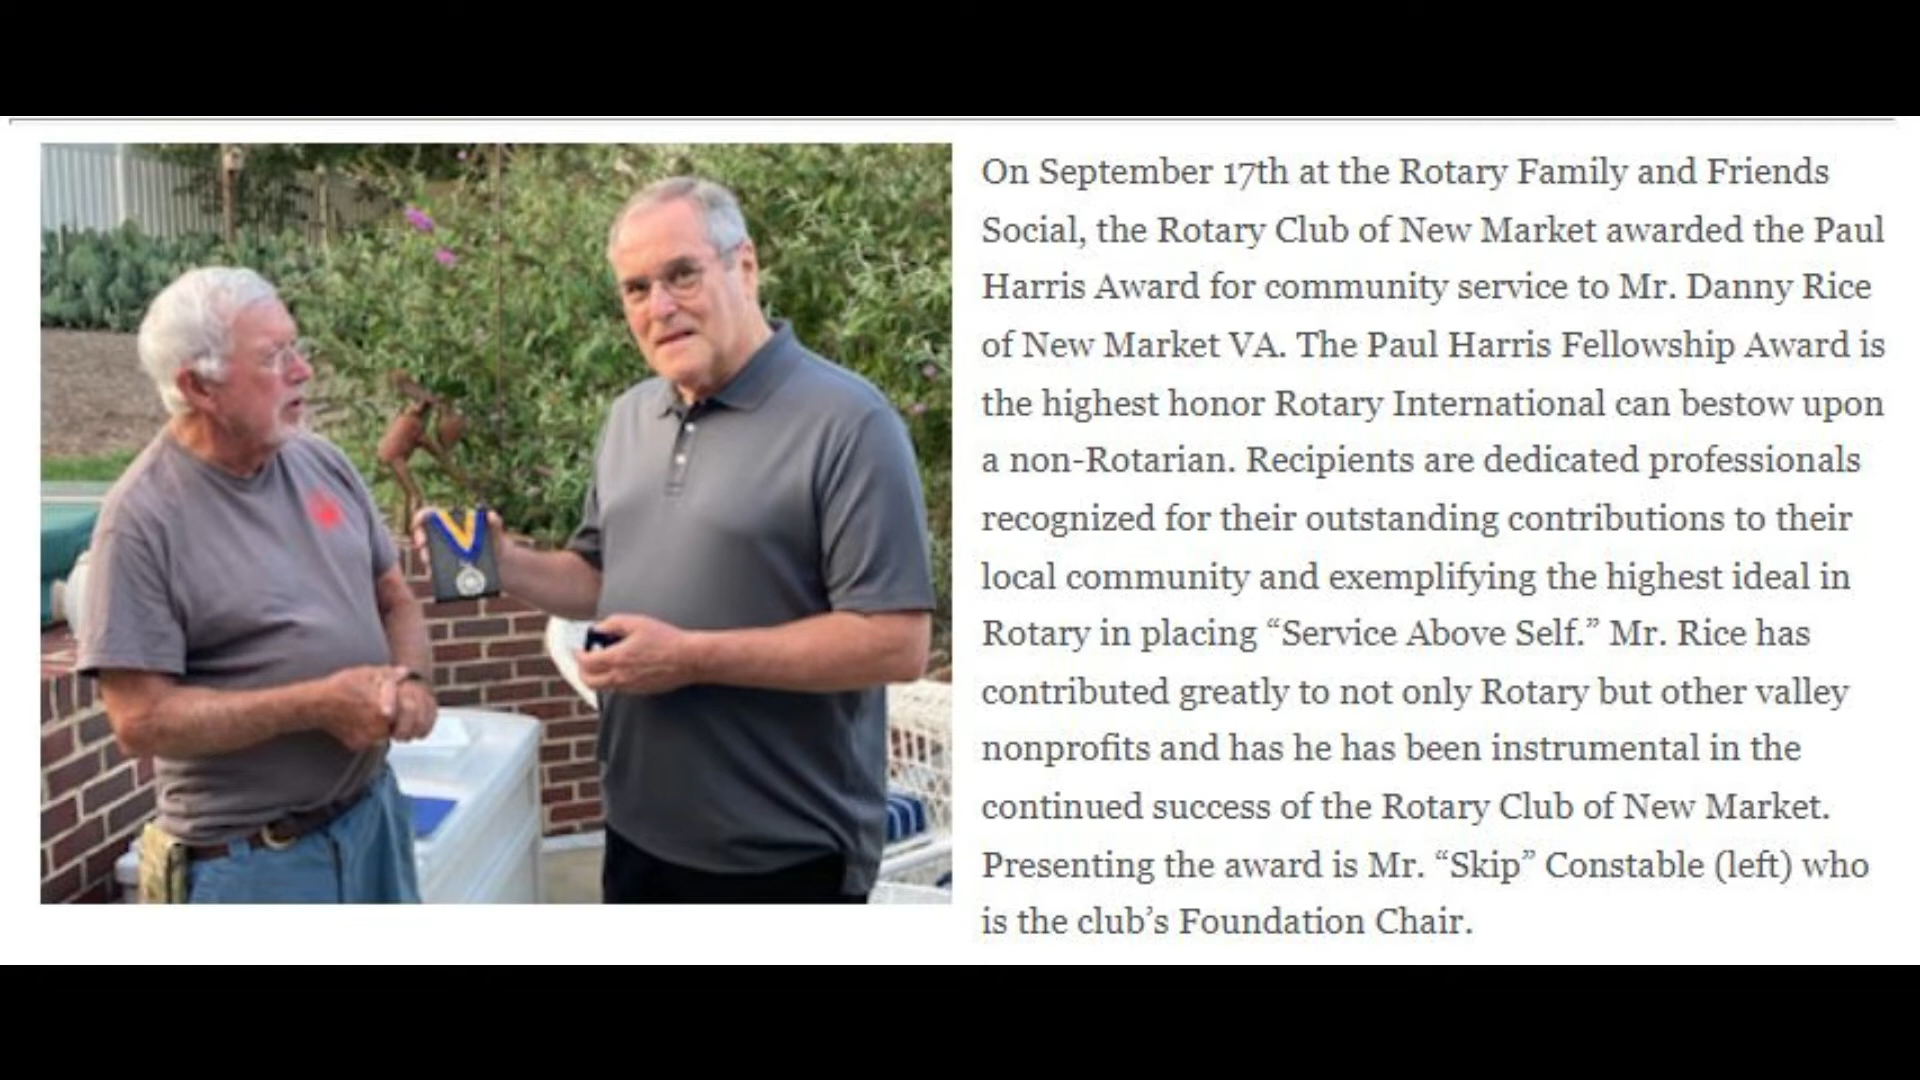 On September 17th at the Rotary Family and Friends
Social, the Rotary Club of New Market awarded the Paul
Harris Award for community service to Mr. Danny Rice
of New Market VA. The Paul Harris Fellowship Award is
the highest honor Rotary International can bestow upon
a non-Rotarian. Recipients are dedicated professionals
recognized for their outstanding contributions to their
local community and exemplifying the highest ideal in
Rotary in placing “Service Above Self.” Mr. Rice has
contributed greatly to not only Rotary but other valley
nonprofits and has he has been instrumental in the
continued success of the Rotary Club of New Market.
Presenting the award is Mr. “Skip” Constable (left) who
is the club’s Foundation Chair.